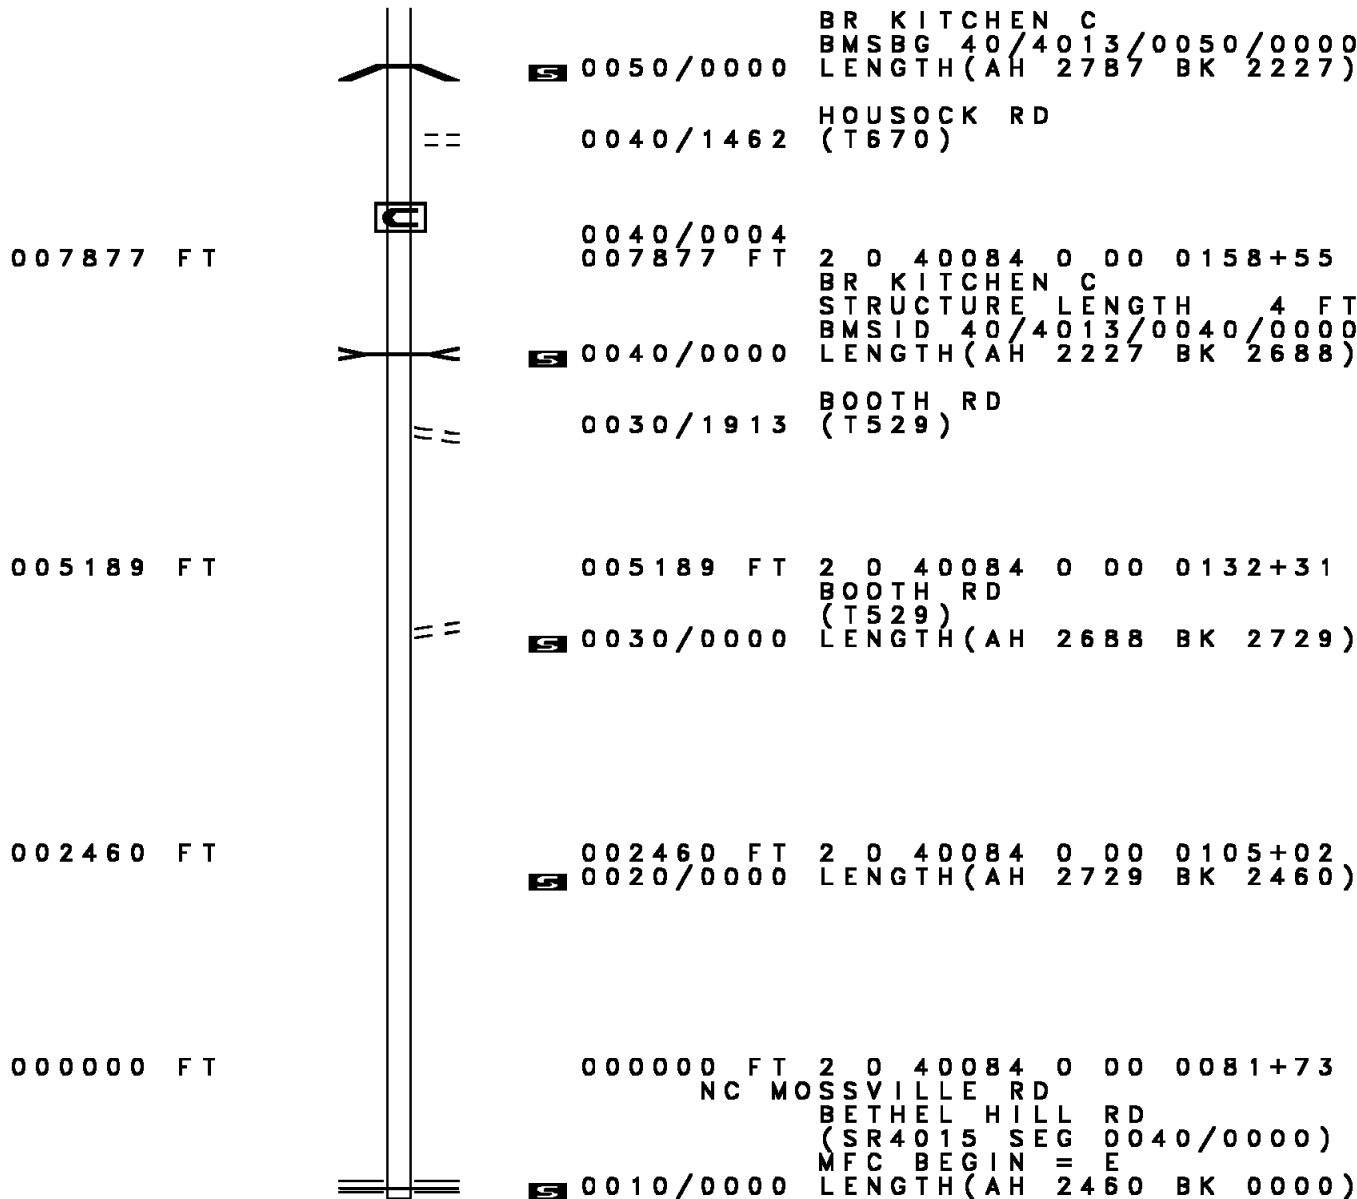 BR KITCHEN C
BMSBG 40/4013/0050/0000
S 0050/0000 LENGTH(AH 2787 BK 2227)
HOUSOCK RD
0040/1462 (T670)
C
0040/0004
007877 FT 007877 FT 2 0 40084 0 00 0158+55
BR KITCHEN C
STRUCTURE LENGTH 4 FT
BMSID 40/4013/0040/0000
S 0040/0000 LENGTH(AH 2227 BK 2688)
BOOTH RD
0030/1913 (T529)
005189 FT 005189 FT 2 0 40084 0 00 0132+31
BOOTH RD
(T529)
S 0030/0000 LENGTH(AH 2688 BK 2729)
002460 FT 002460 FT 2 0 40084 0 00 0105+02
S 0020/0000 LENGTH(AH 2729 BK 2460)
000000 FT 000000 FT 2 0 40084 0 00 0081+73
NC MOSSVILLE RD
BETHEL HILL RD
(SR4015 SEG 0040/0000)
MFC BEGIN = E
S 0010/0000 LENGTH(AH 2460 BK 0000)